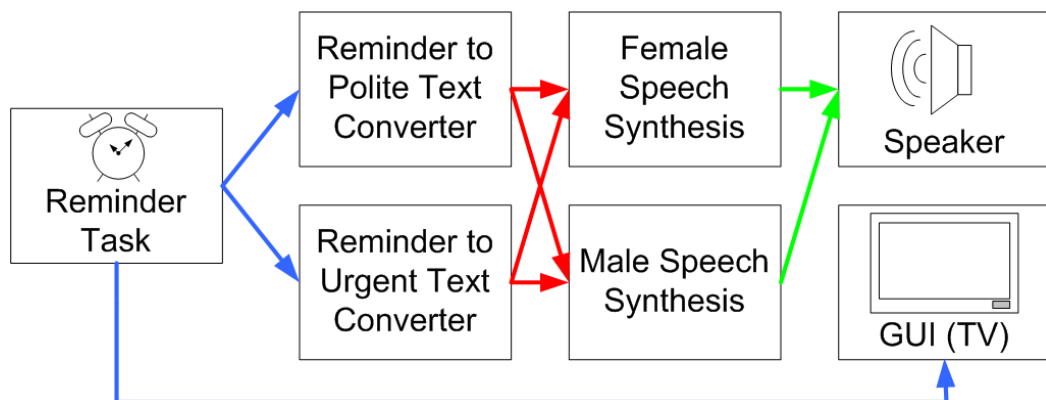 Reminder
Task
Reminder to
Polite Text
Converter
Reminder to
Urgent Text
Converter
Female
Speech
Synthesis
Male Speech
Synthesis
Speaker
GUI (TV)